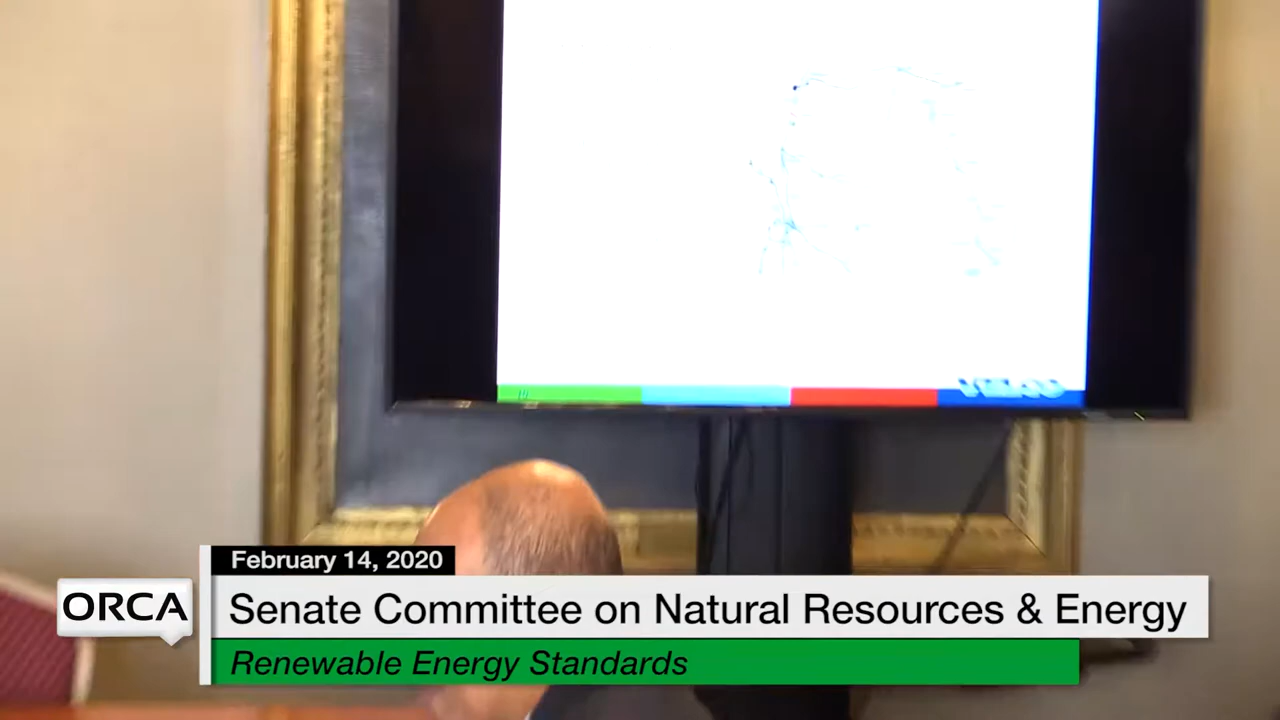 February 14, 2020
ORCA
Senate Committee on Natural Resources & Energy
Renewable Energy Standards